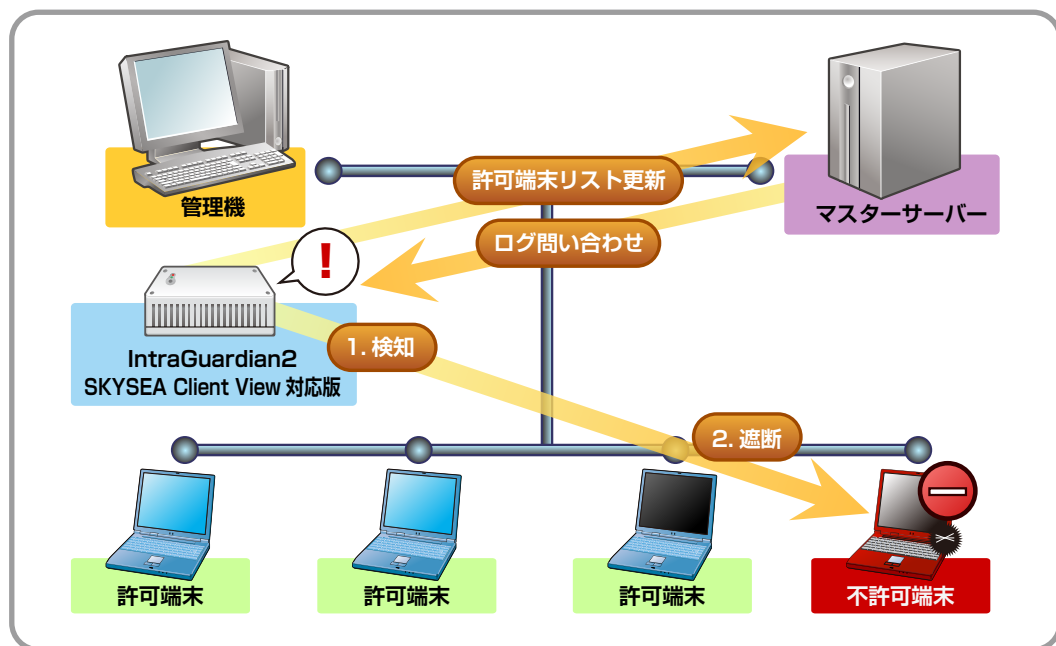 許可端末リスト更新
管理機
マスターサーバー
ログ問い合わせ
!
1. 検知
IntraGuardian2
SKYSEA Client View 対応版
2. 遮断
許可端末
許可端末
許可端末
不許可端末